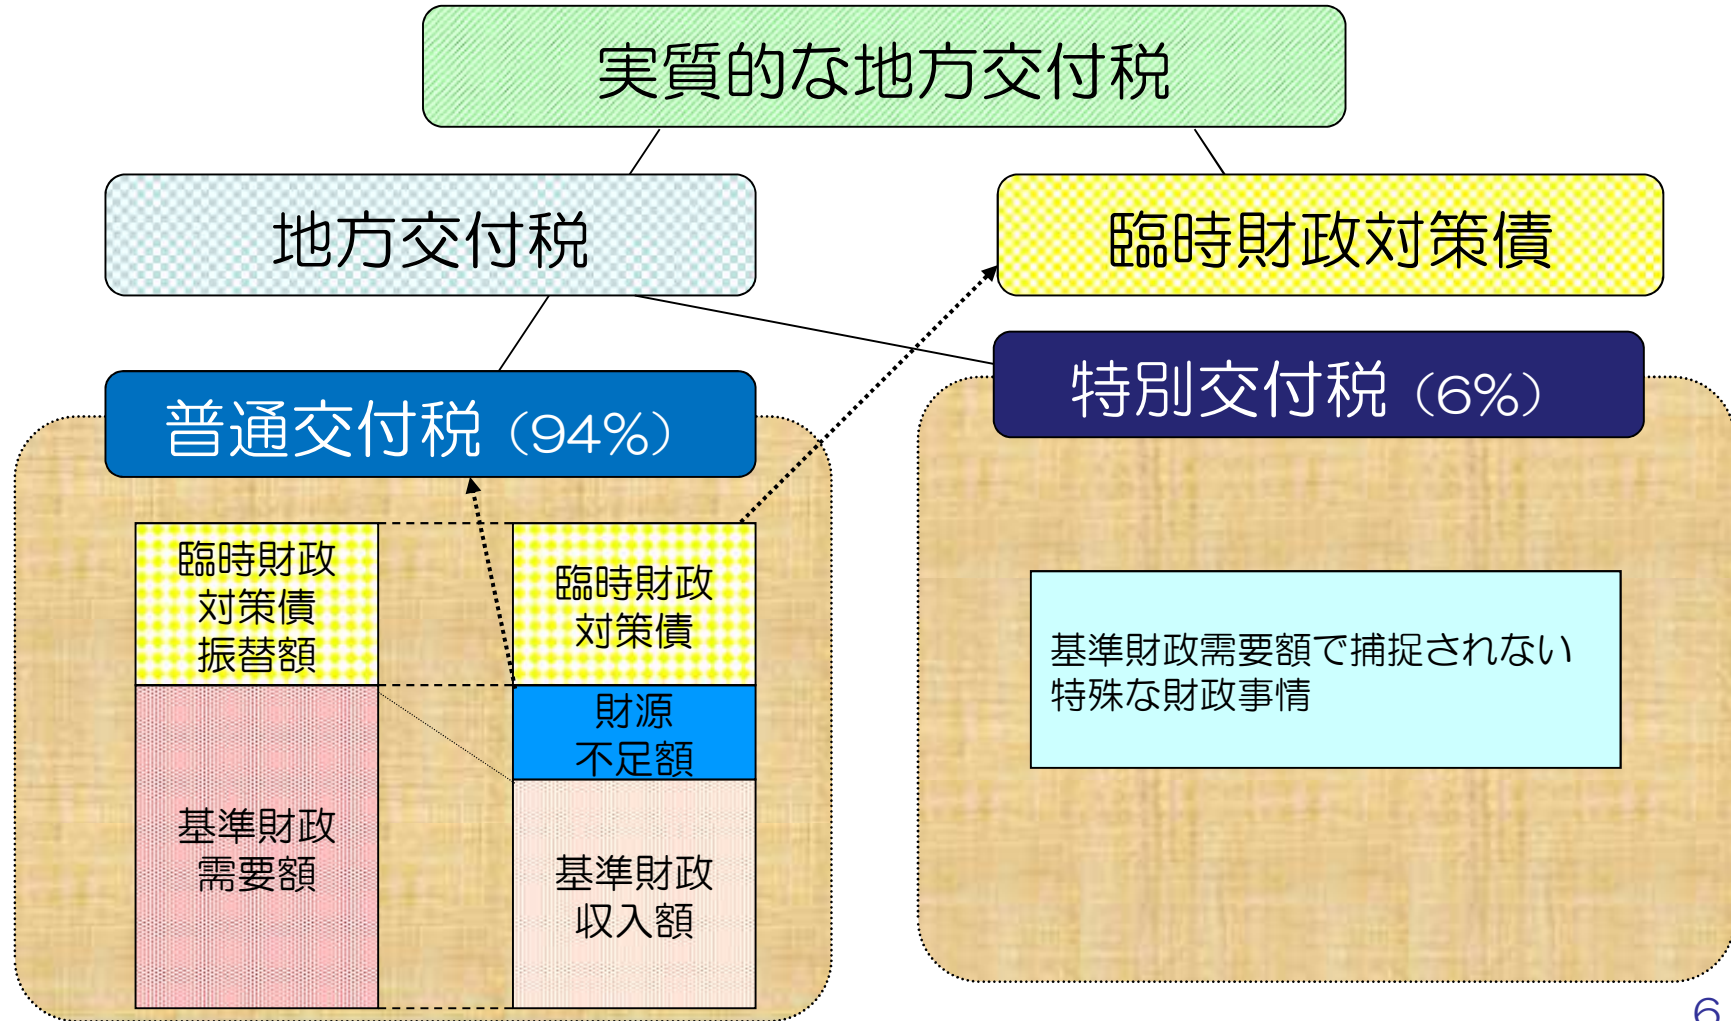 実質的な地方交付税
地方交付税
臨時財政対策債
普通交付税（94%）
特別交付税（6%）
臨時財政
対策債
振替額
基準財政
需要額
臨時財政
対策債
財源
不足額
基準財政
収入額
基準財政需要額で捕捉されない
特殊な財政事情
6